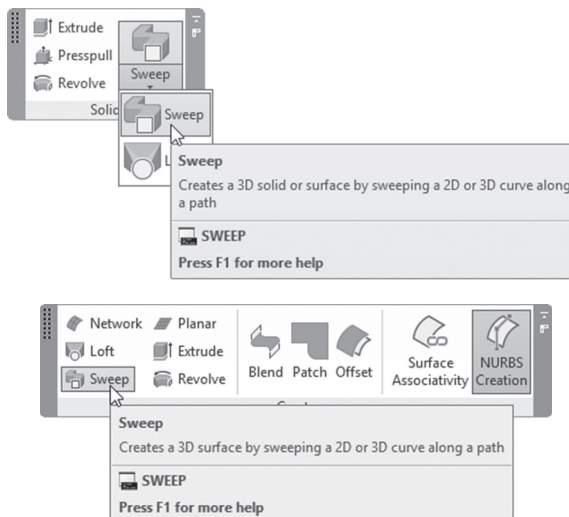 Extrude
Presspull
Revolve
Sweep
Solid
Sweep
L
Sweep
Creates a 3D solid or surface by sweeping a 2D or 3D curve along
a path
SWEEP
Press F1 for more help
Network Planar
Loft Extrude
Sweep Revolve
Blend Patch Offset
Surface
Associativity
NURBS
Creation
Sweep
Creates a 3D surface by sweeping a 2D or 3D curve along a path
SWEEP
Press F1 for more help